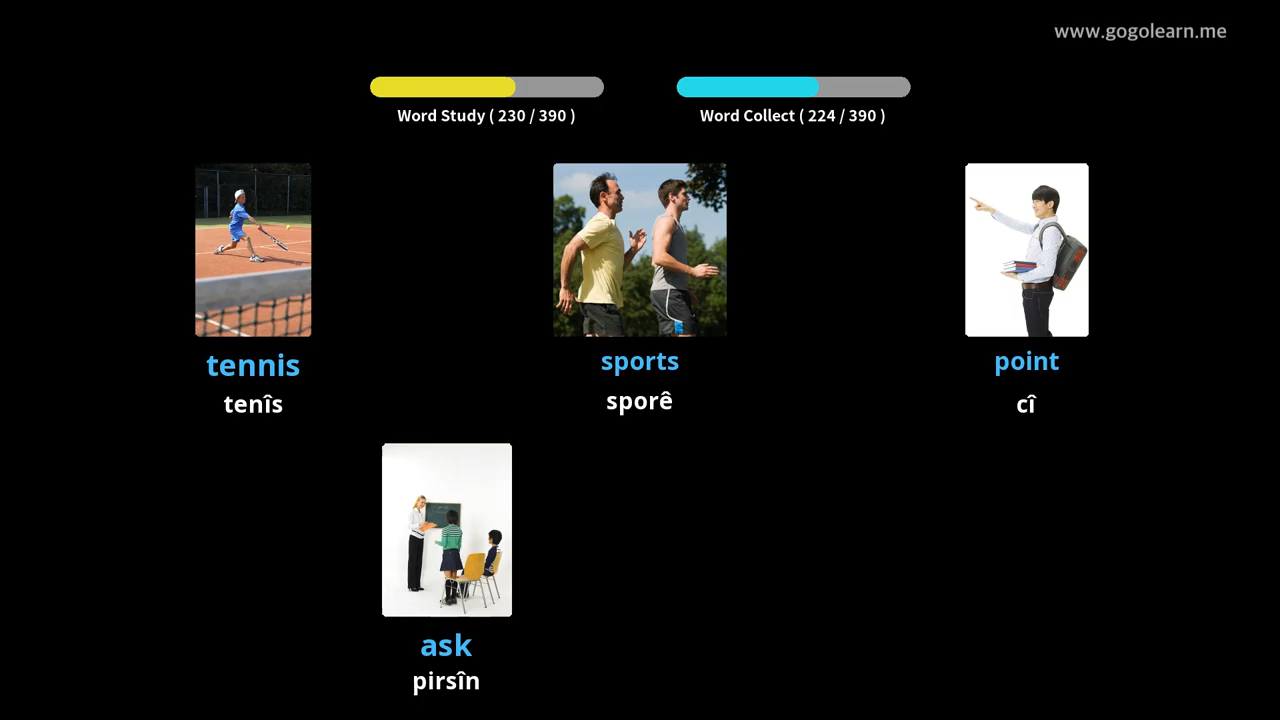 www.gogolearn.me
Word Study ( 230 / 390 )
Word Collect ( 224 / 390 )
tennis
tenîs
sports
sporê
point
cî
ask
pirsîn